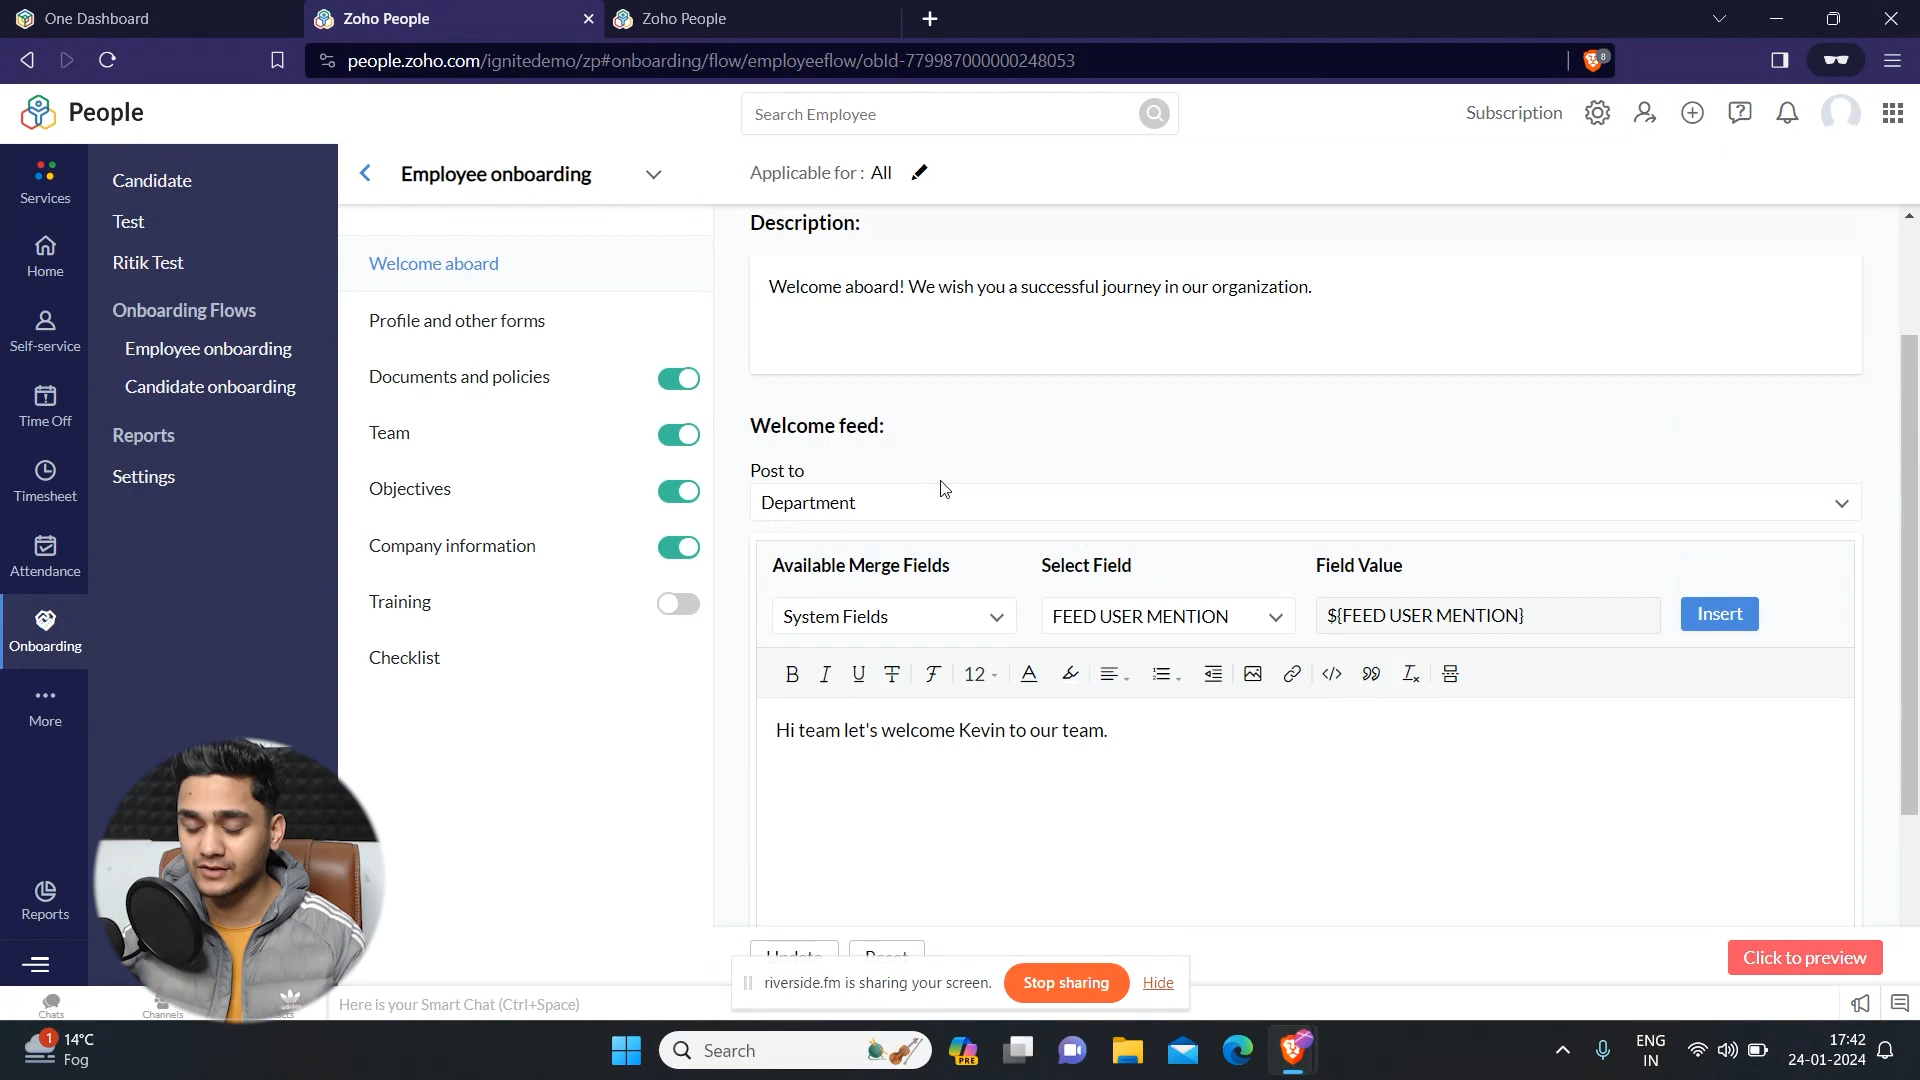 One Dashboard
Zoho People
Zoho People
people.zoho.com/ignitedemo/zp#onboarding/flow/employeeflow/obId-779987000000248053
8
People
Search Employee
Subscription
Services
Home
Self-service
Time Off
Timesheet
Attendance
Onboarding
More
Reports
Candidate
Test
Ritik Test
Onboarding Flows
Employee onboarding
Candidate onboarding
Reports
Settings
Employee onboarding
Applicable for : All
Welcome aboard
Profile and other forms
Documents and policies
Team
Objectives
Company information
Training
Checklist
Description:
Welcome aboard! We wish you a successful journey in our organization.
Welcome feed:
Post to
Department
Available Merge Fields
Select Field
Field Value
System Fields
FEED USER MENTION
${FEED USER MENTION}
Insert
B I U T F 12 A
Hi team let's welcome Kevin to our team.
Update
Reset
Click to preview
riverside.fm is sharing your screen.
Stop sharing
Hide
Chats
Channels
Here is your Smart Chat (Ctrl+Space)
1
14°C
Fog
Search
PRE
ENG
IN
17:42
24-01-2024